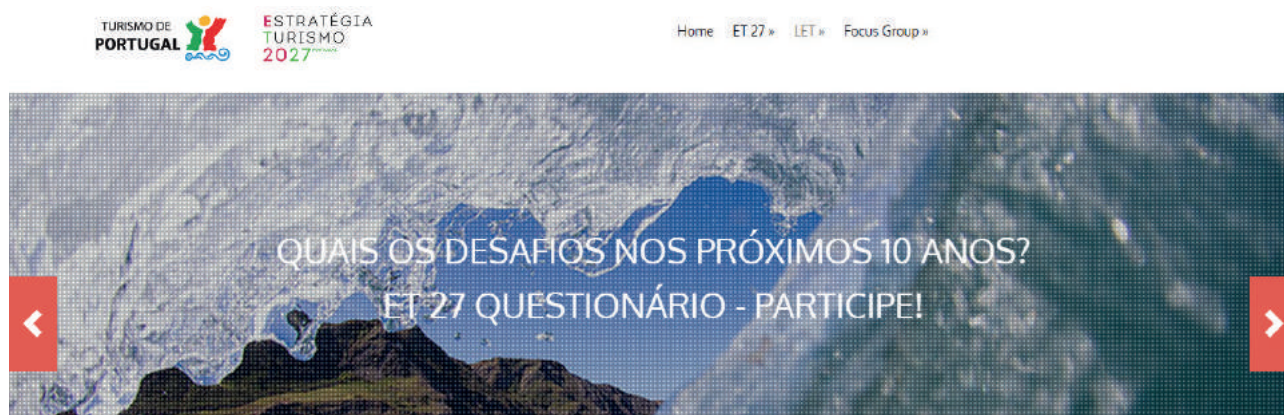 TURISMO DE
PORTUGAL
ESTRATÉGIA
TURISMO
2027
Home ET 27 » LET » Focus Group »
QUAIS OS DESAFIOS NOS PRÓXIMOS 10 ANOS?
ET 27 QUESTIONÁRIO - PARTICIPE!